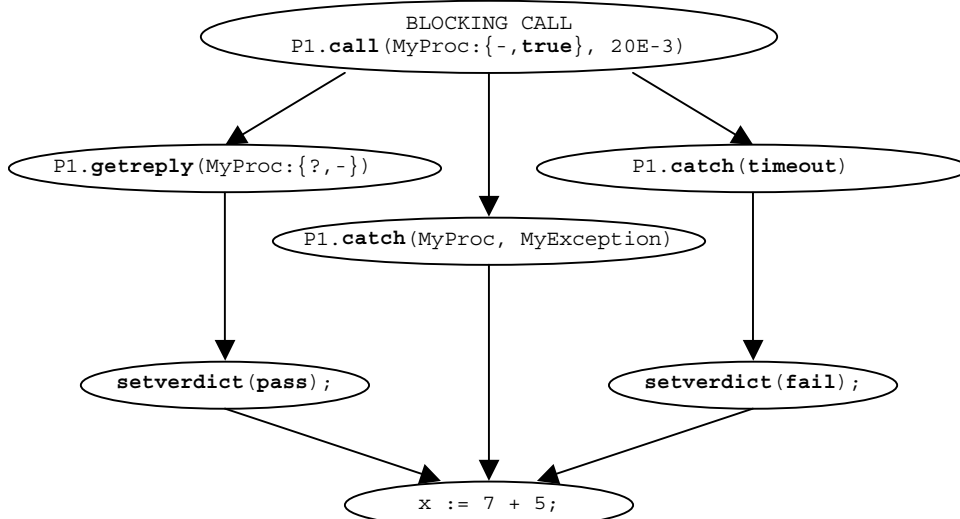 BLOCKING CALL
P1.call(MyProc:{-,true}, 20E-3)
P1.getreply(MyProc:{?,-})
P1.catch(timeout)
P1.catch(MyProc, MyException)
setverdict(pass);
setverdict(fail);
x := 7 + 5;